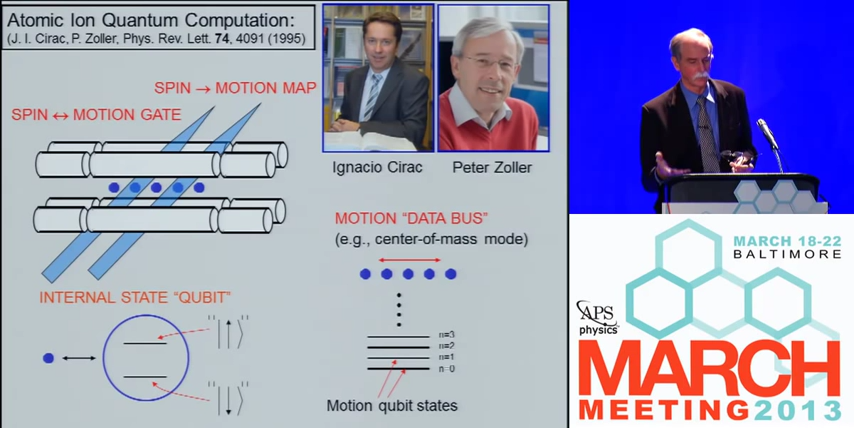 Atomic Ion Quantum Computation:
(J. I. Cirac, P. Zoller, Phys. Rev. Lett. 74, 4091 (1995)
SPIN → MOTION MAP
SPIN ↔ MOTION GATE
Ignacio Cirac
Peter Zoller
MOTION "DATA BUS"
(e.g., center-of-mass mode)
INTERNAL STATE "QUBIT"
"|↑⟩"
"|↓⟩"
n=3
n=2
n=1
n=0
Motion qubit states
MARCH 18-22
BALTIMORE
APS
physics
MARCH
MEETING 2013